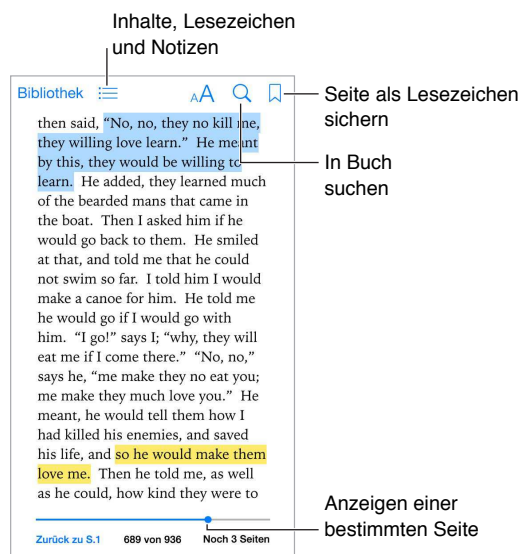 Inhalte, Lesezeichen
und Notizen
Bibliothek
AA
Seite als Lesezeichen
sichern
In Buch
suchen
then said, “No, no, they no kill me,
they willing love learn.” He meant
by this, they would be willing to
learn. He added, they learned much
of the bearded mans that came in
the boat. Then I asked him if he
would go back to them. He smiled
at that, and told me that he could
not swim so far. I told him I would
make a canoe for him. He told me
he would go if I would go with
him. “I go!” says I; “why, they will
eat me if I come there.” “No, no,”
says he, “me make they no eat you;
me make they much love you.” He
meant, he would tell them how I
had killed his enemies, and saved
his life, and so he would make them
love me. Then he told me, as well
as he could, how kind they were to
Anzeigen einer
bestimmten Seite
Zurück zu S.1 689 von 936 Noch 3 Seiten